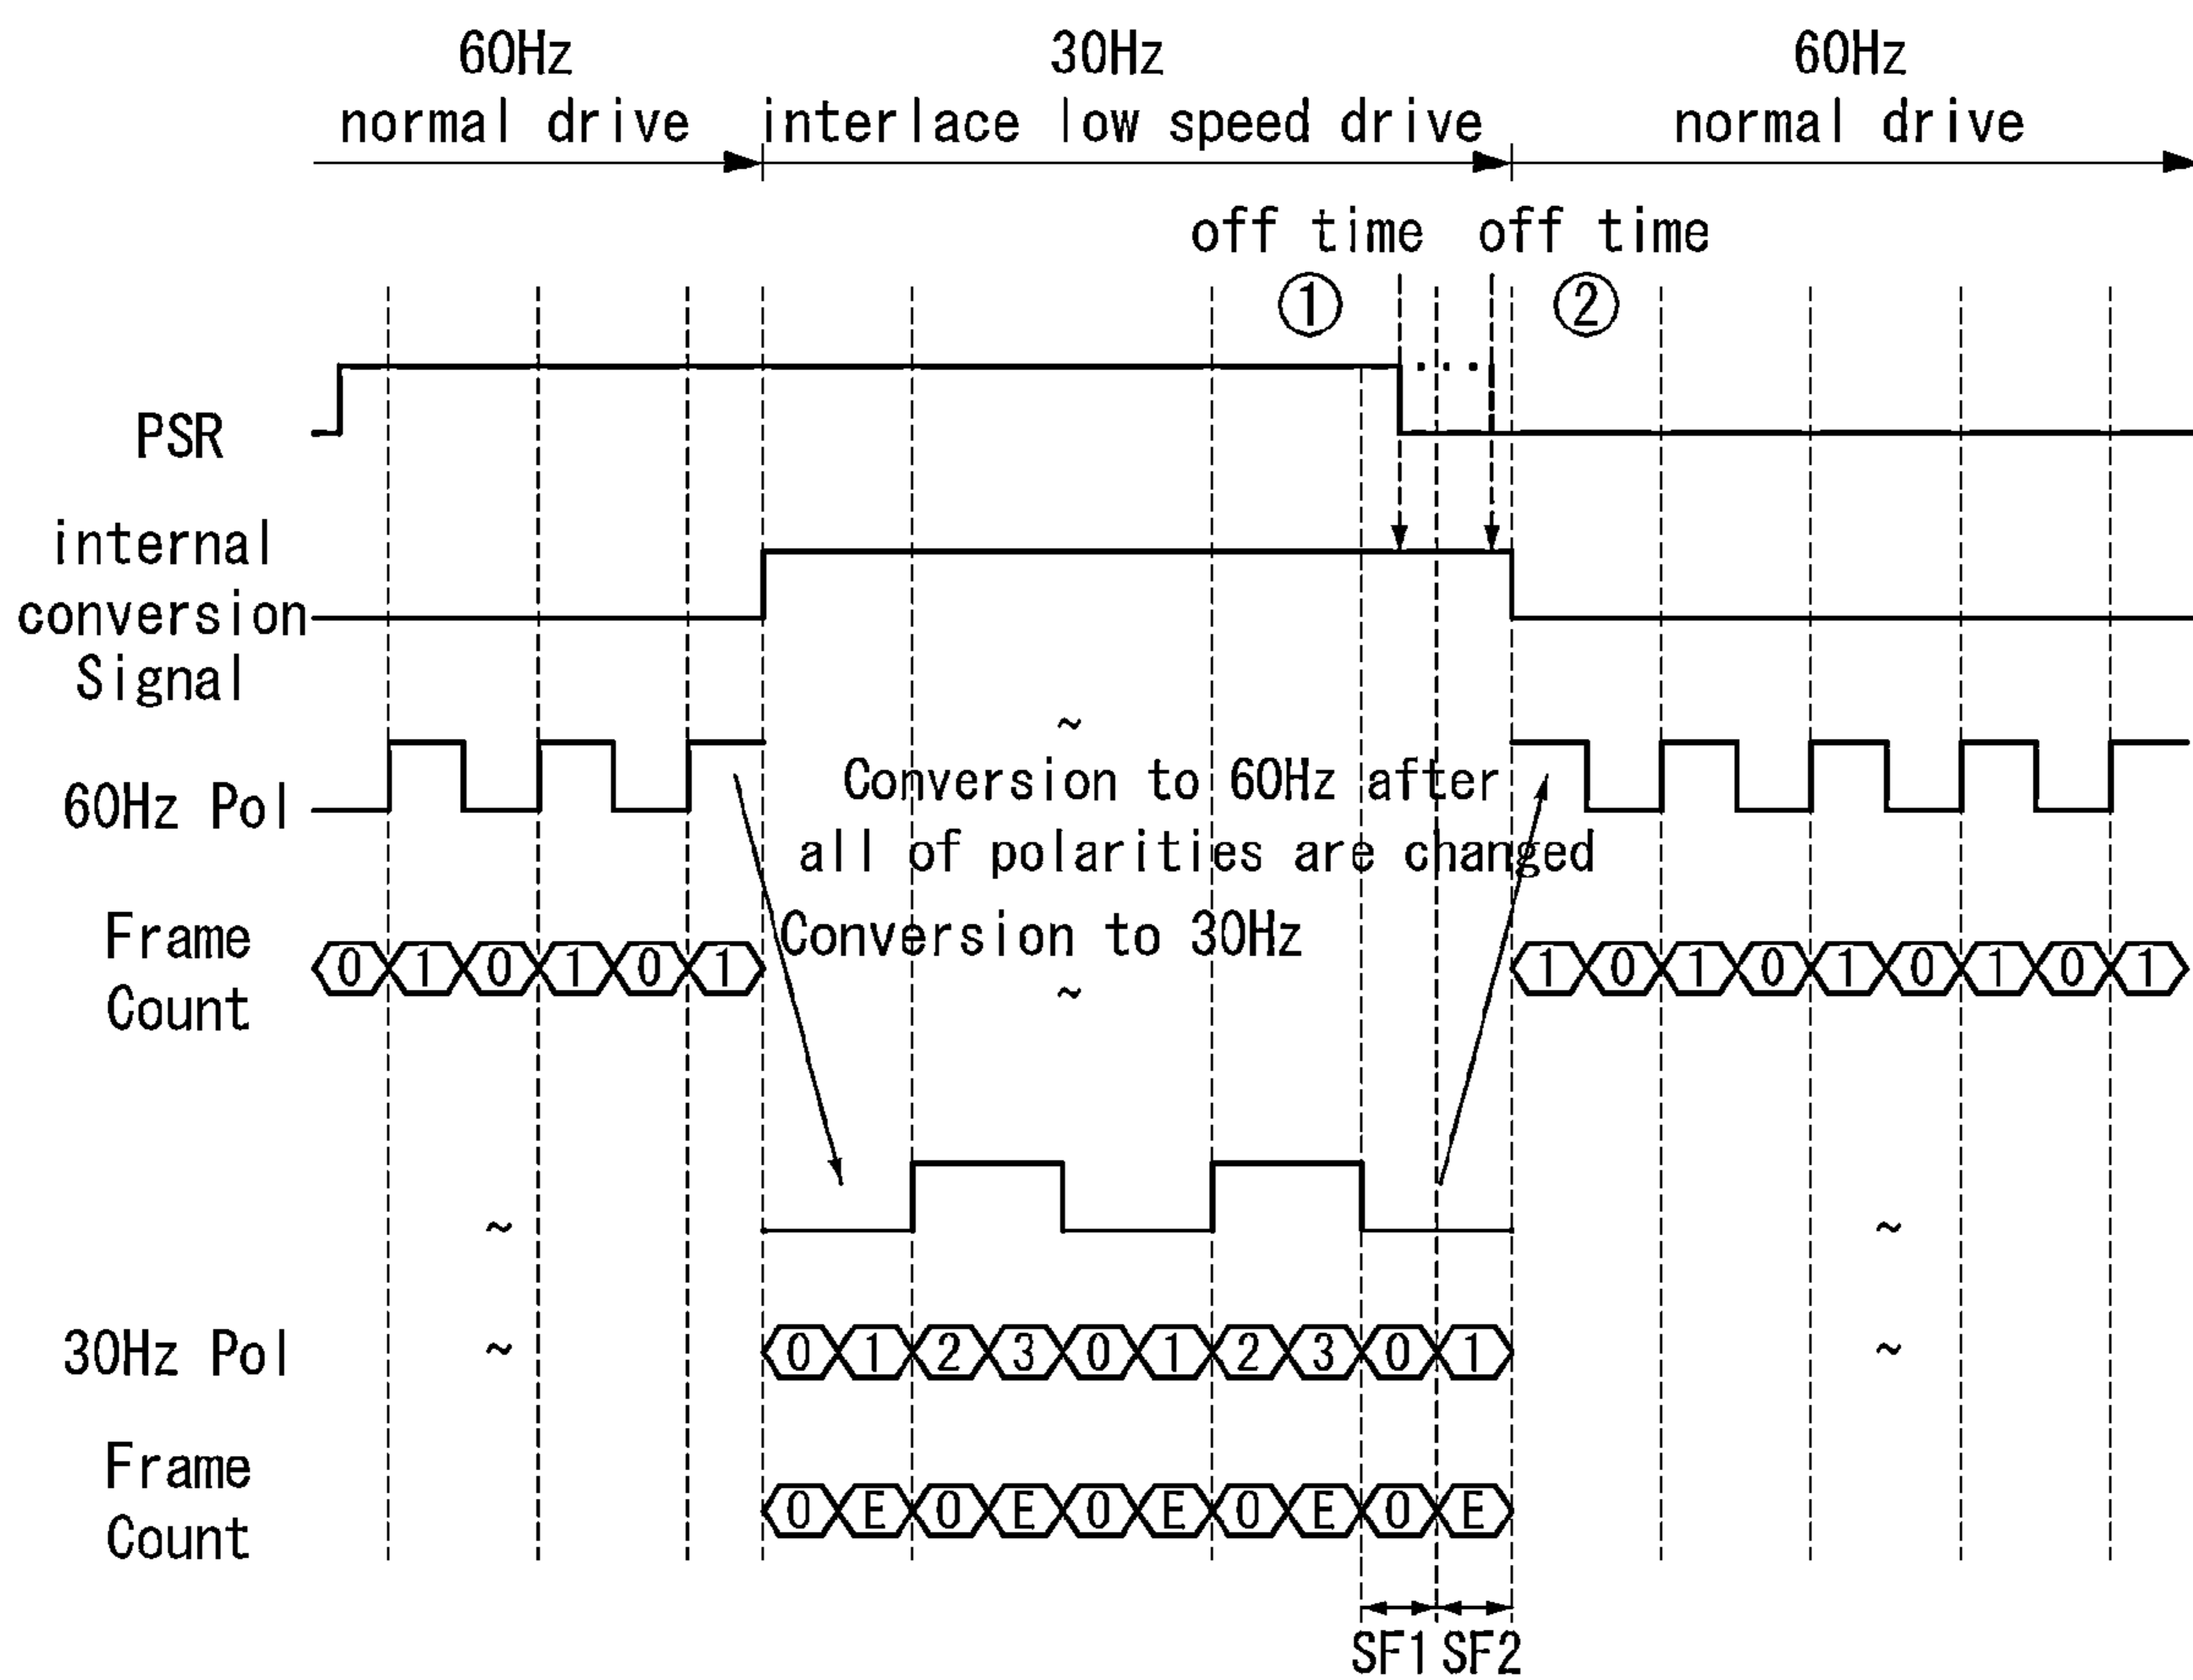 60Hz
normal drive
30Hz
interlace low speed drive
60Hz
normal drive
off time
①
off time
②
PSR
internal
conversion
Signal
~
60Hz Pol
Conversion to 60Hz after
all of polarities are changed
Conversion to 30Hz
Frame
Count
0 1 0 1 0 1
~
1 0 1 0 1 0 1 0 1
~
~
30Hz Pol
~
0 1 2 3 0 1 2 3 0 1
~
Frame
Count
O E O E O E O E O E
SF1 SF2